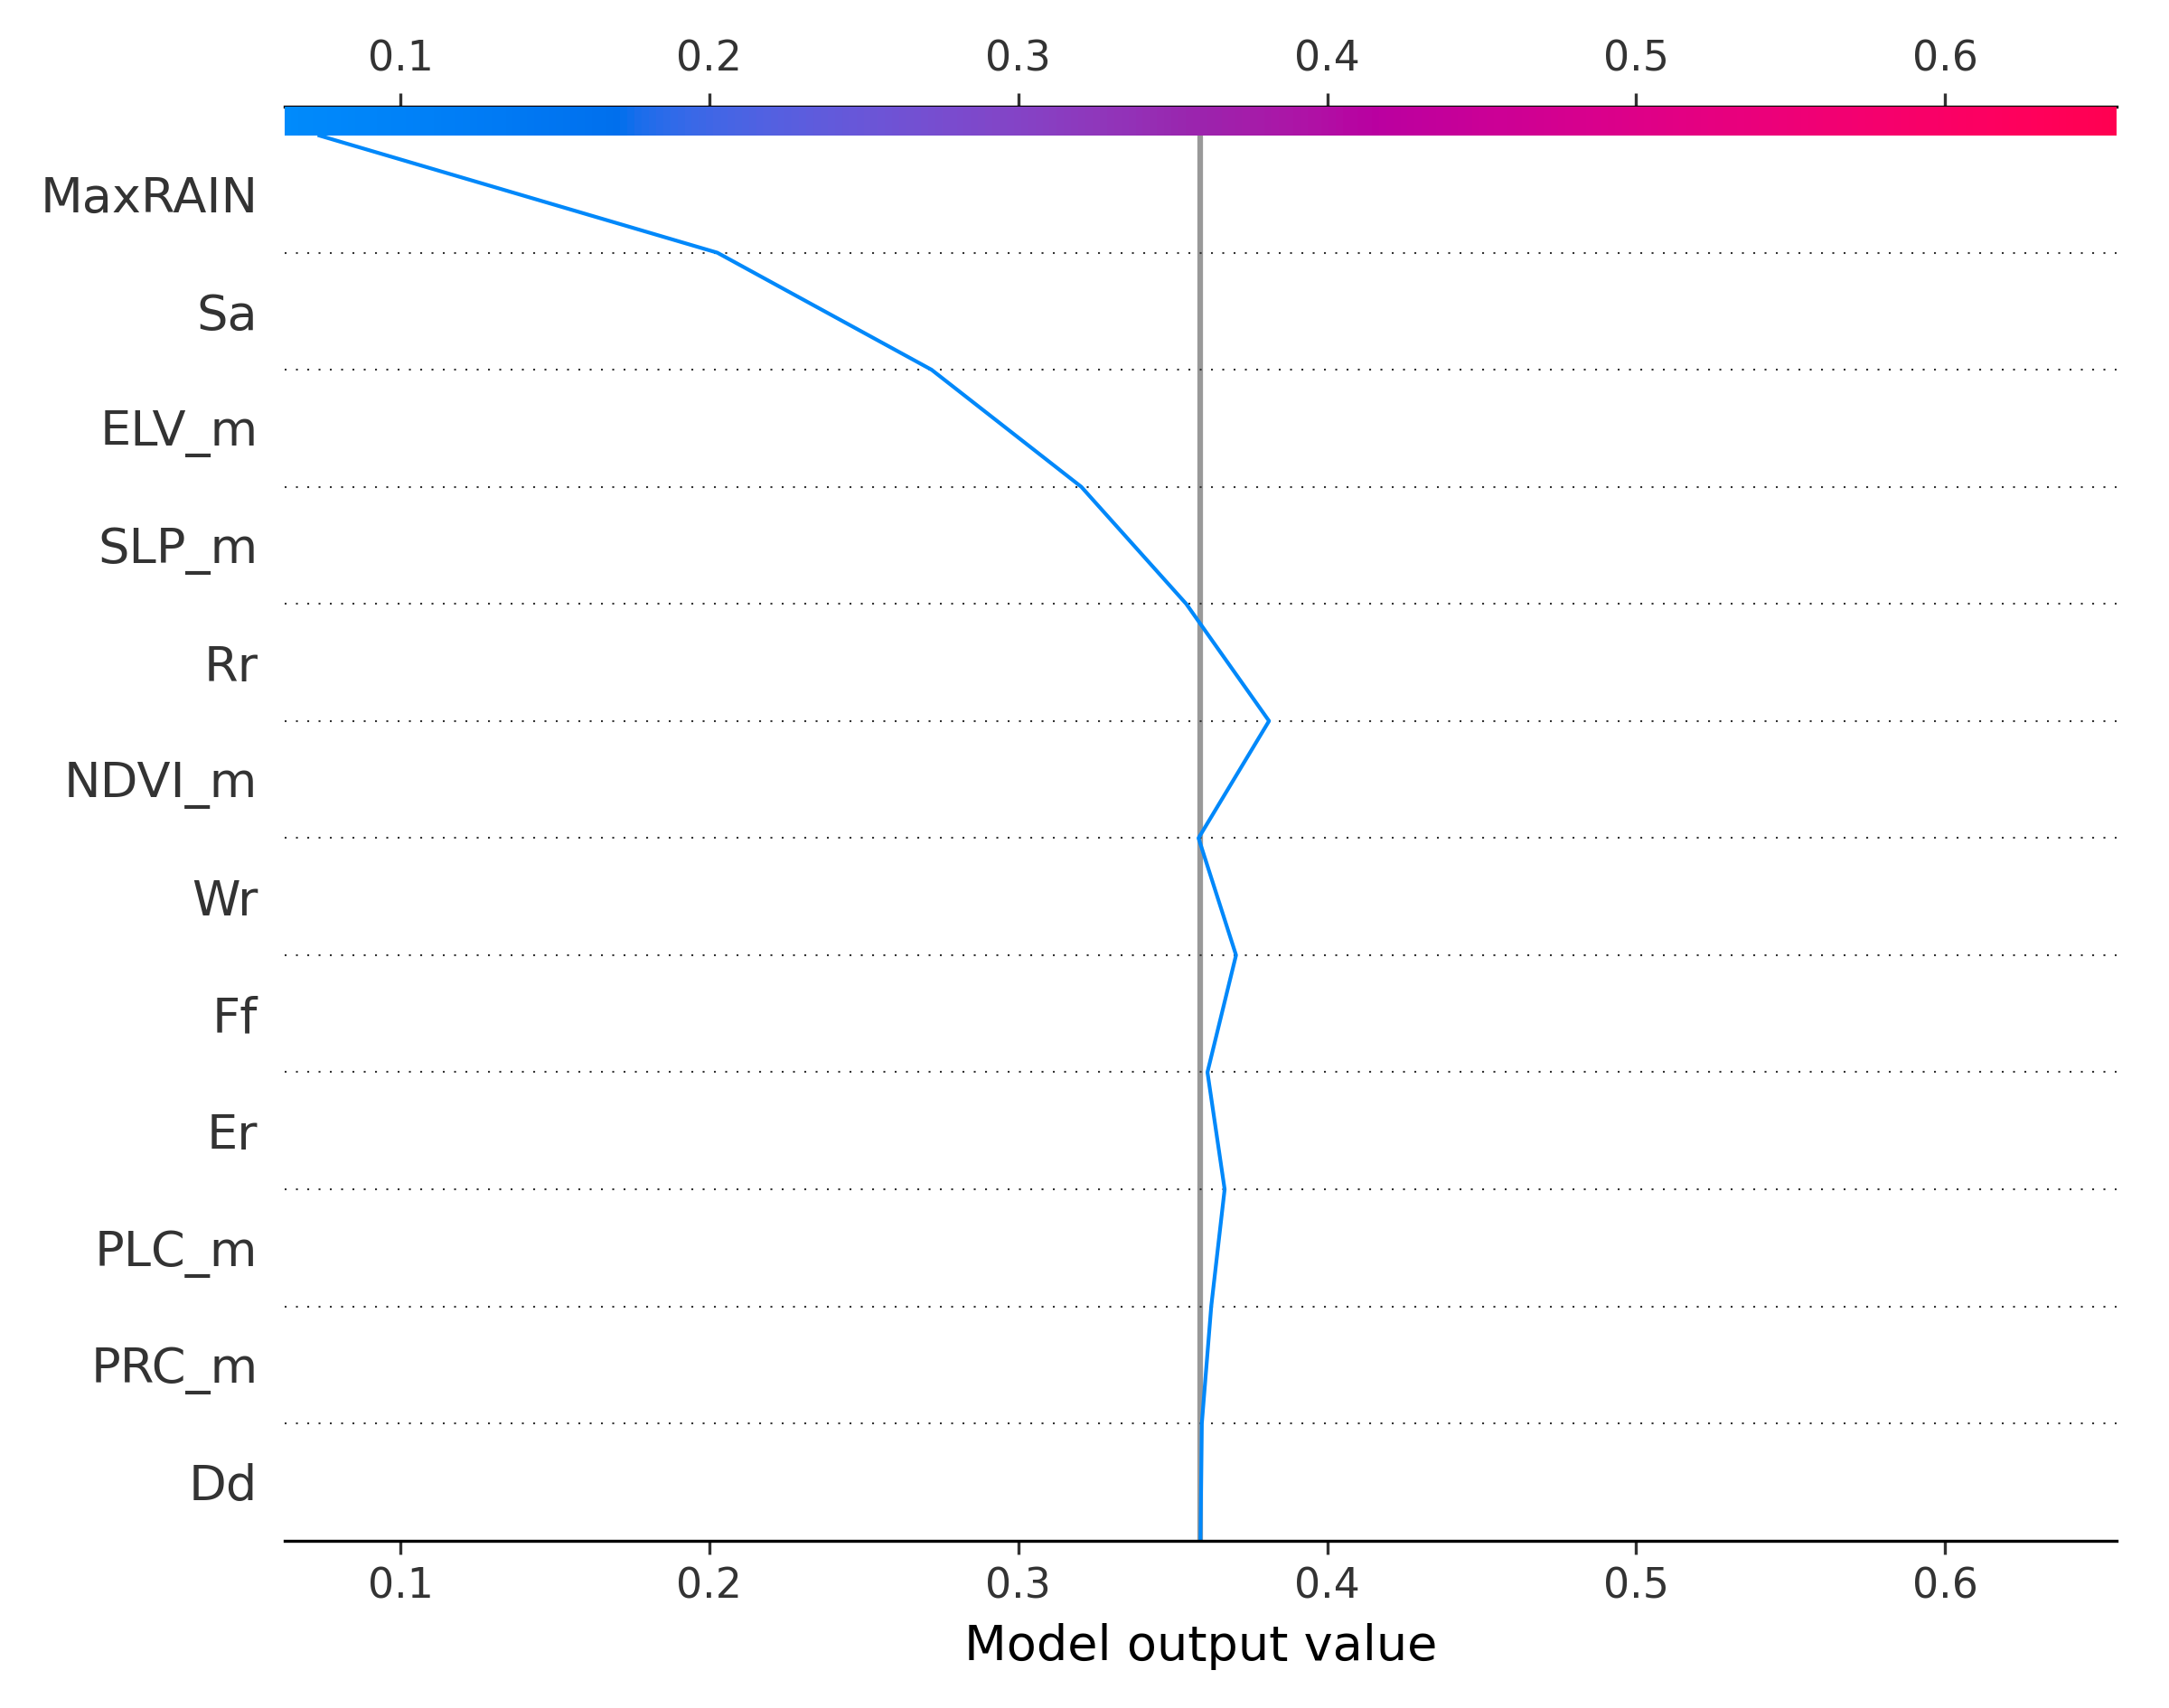 0.1 0.2 0.3 0.4 0.5 0.6
MaxRAIN
Sa
ELV_m
SLP_m
Rr
NDVI_m
Wr
Ff
Er
PLC_m
PRC_m
Dd
0.1 0.2 0.3 0.4 0.5 0.6
Model output value